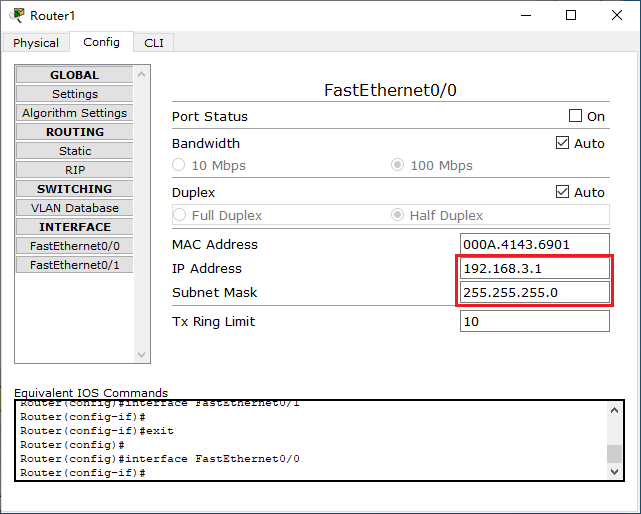 Router1
Physical Config CLI
GLOBAL
Settings
Algorithm Settings
ROUTING
Static
RIP
SWITCHING
VLAN Database
INTERFACE
FastEthernet0/0
FastEthernet0/1
FastEthernet0/0
Port Status On
Bandwidth Auto
10 Mbps 100 Mbps
Duplex Auto
Full Duplex Half Duplex
MAC Address 000A.4143.6901
IP Address 192.168.3.1
Subnet Mask 255.255.255.0
Tx Ring Limit 10
Equivalent IOS Commands
Router(config)#interface FastEthernet0/1
Router(config-if)#
Router(config-if)#exit
Router(config)#
Router(config)#interface FastEthernet0/0
Router(config-if)#